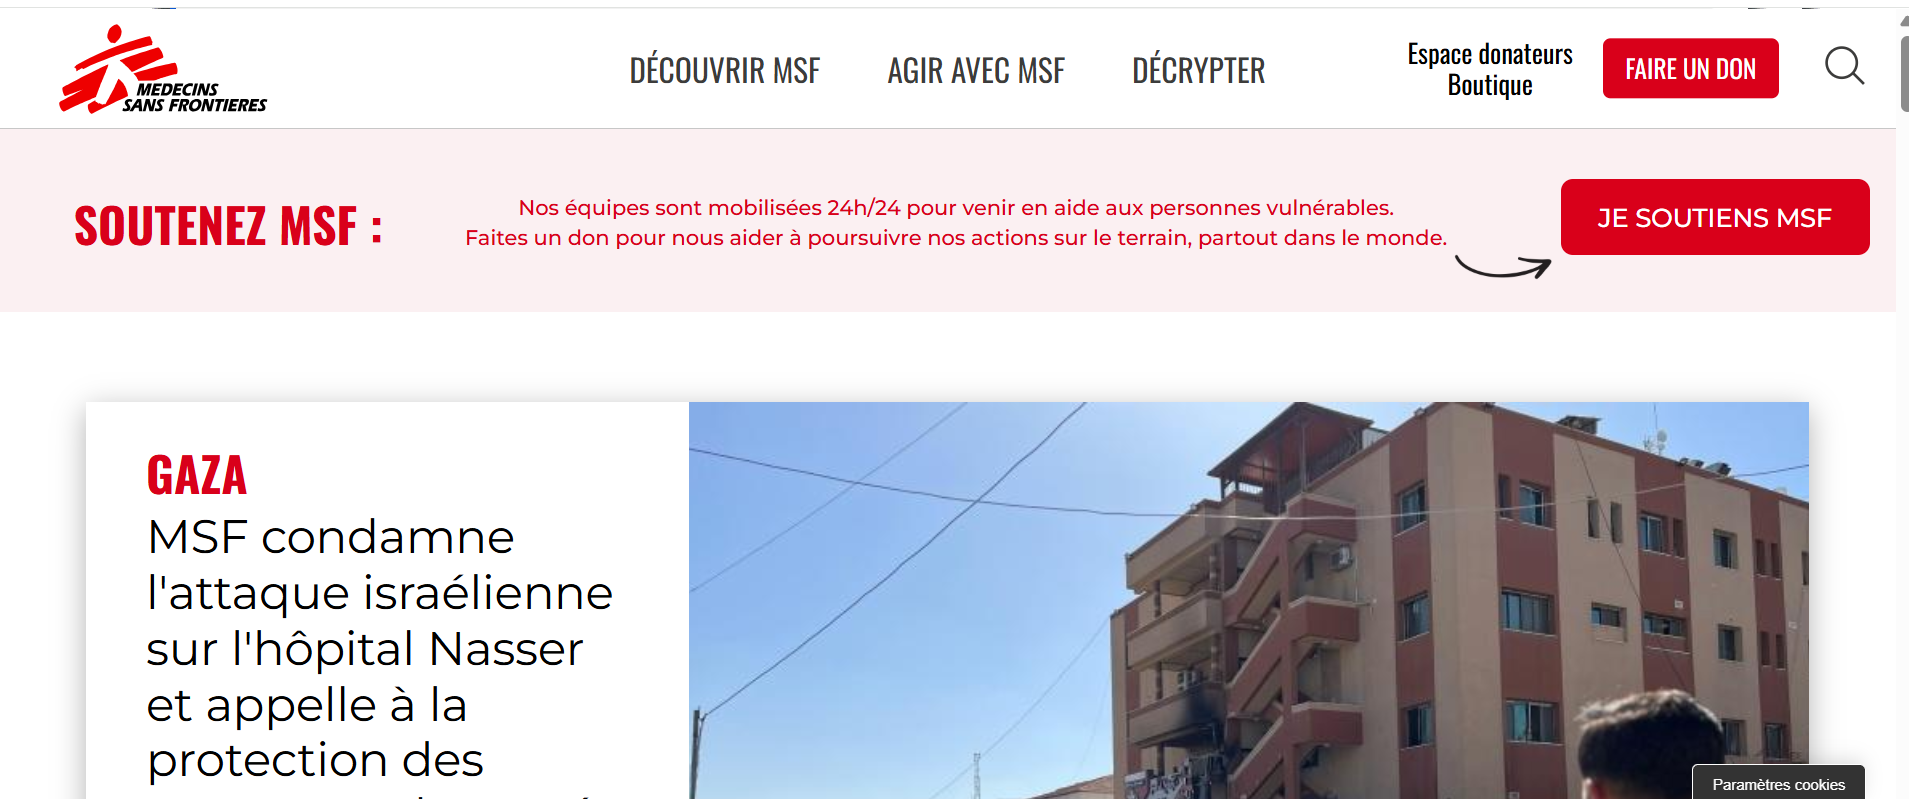 MEDECINS
SANS FRONTIERES
DÉCOUVRIR MSF
AGIR AVEC MSF
DÉCRYPTER
Espace donateurs
Boutique
FAIRE UN DON
SOUTENEZ MSF :
Nos équipes sont mobilisées 24h/24 pour venir en aide aux personnes vulnérables.
Faites un don pour nous aider à poursuivre nos actions sur le terrain, partout dans le monde.
JE SOUTIENS MSF
GAZA
MSF condamne
l'attaque israélienne
sur l'hôpital Nasser
et appelle à la
protection des
Paramètres cookies